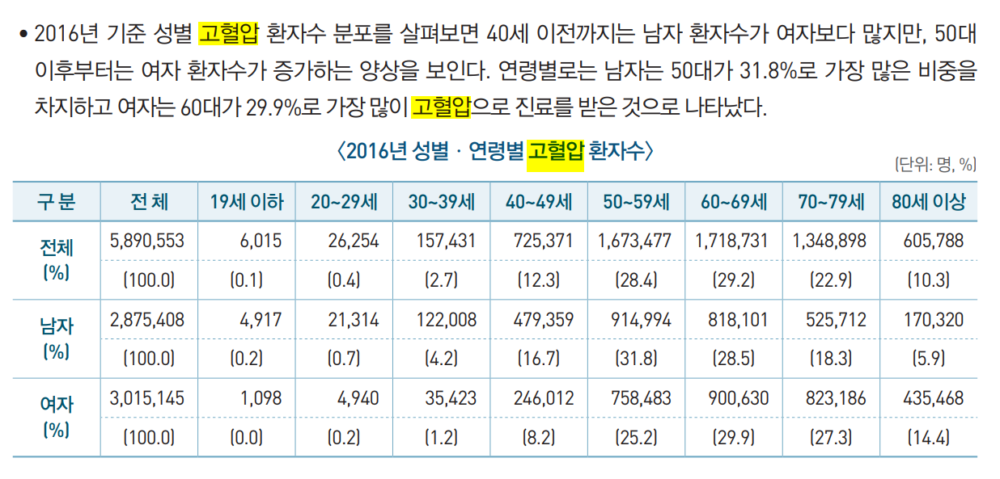 • 2016년 기준 성별 고혈압 환자수 분포를 살펴보면 40세 이전까지는 남자 환자수가 여자보다 많지만, 50대
이후부터는 여자 환자수가 증가하는 양상을 보인다. 연령별로는 남자는 50대가 31.8%로 가장 많은 비중을
차지하고 여자는 60대가 29.9%로 가장 많이 고혈압으로 진료를 받은 것으로 나타났다.
〈2016년 성별 · 연령별 고혈압 환자수〉
(단위: 명, %)
구 분 전 체 19세 이하 20~29세 30~39세 40~49세 50~59세 60~69세 70~79세 80세 이상
전체 5,890,553 6,015 26,254 157,431 725,371 1,673,477 1,718,731 1,348,898 605,788
(%) (100.0) (0.1) (0.4) (2.7) (12.3) (28.4) (29.2) (22.9) (10.3)
남자 2,875,408 4,917 21,314 122,008 479,359 914,994 818,101 525,712 170,320
(%) (100.0) (0.2) (0.7) (4.2) (16.7) (31.8) (28.5) (18.3) (5.9)
여자 3,015,145 1,098 4,940 35,423 246,012 758,483 900,630 823,186 435,468
(%) (100.0) (0.0) (0.2) (1.2) (8.2) (25.2) (29.9) (27.3) (14.4)